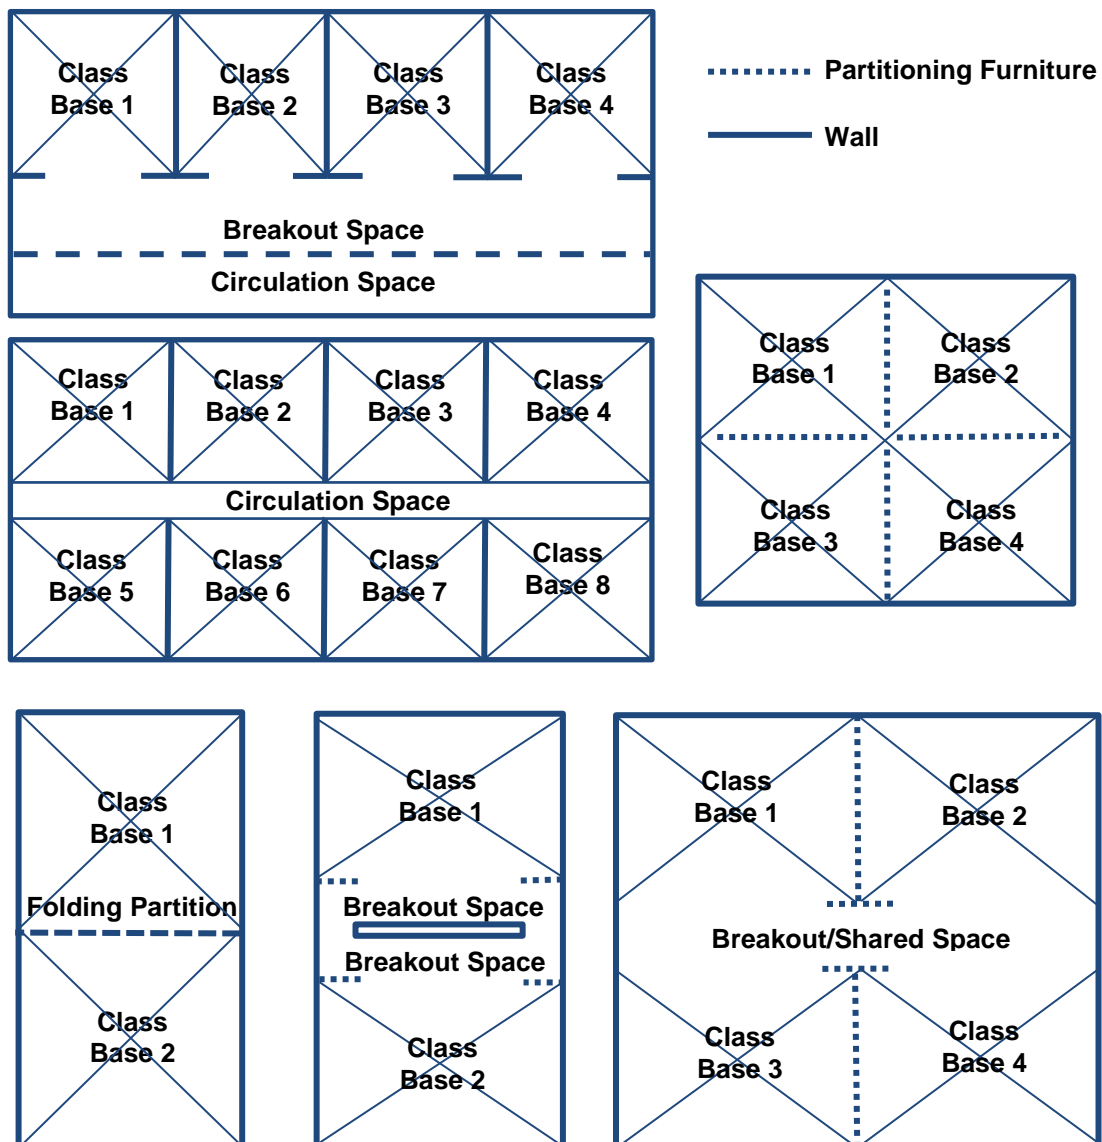 Class
Base 1
Class
Base 2
Class
Base 3
Class
Base 4
Breakout Space
Circulation Space
Partitioning Furniture
Wall
Class
Base 1
Class
Base 2
Class
Base 3
Class
Base 4
Circulation Space
Class
Base 5
Class
Base 6
Class
Base 7
Class
Base 8
Class
Base 1
Class
Base 2
Class
Base 3
Class
Base 4
Class
Base 1
Folding Partition
Class
Base 2
Class
Base 1
Breakout Space
Breakout Space
Class
Base 2
Class
Base 1
Class
Base 2
Breakout/Shared Space
Class
Base 3
Class
Base 4